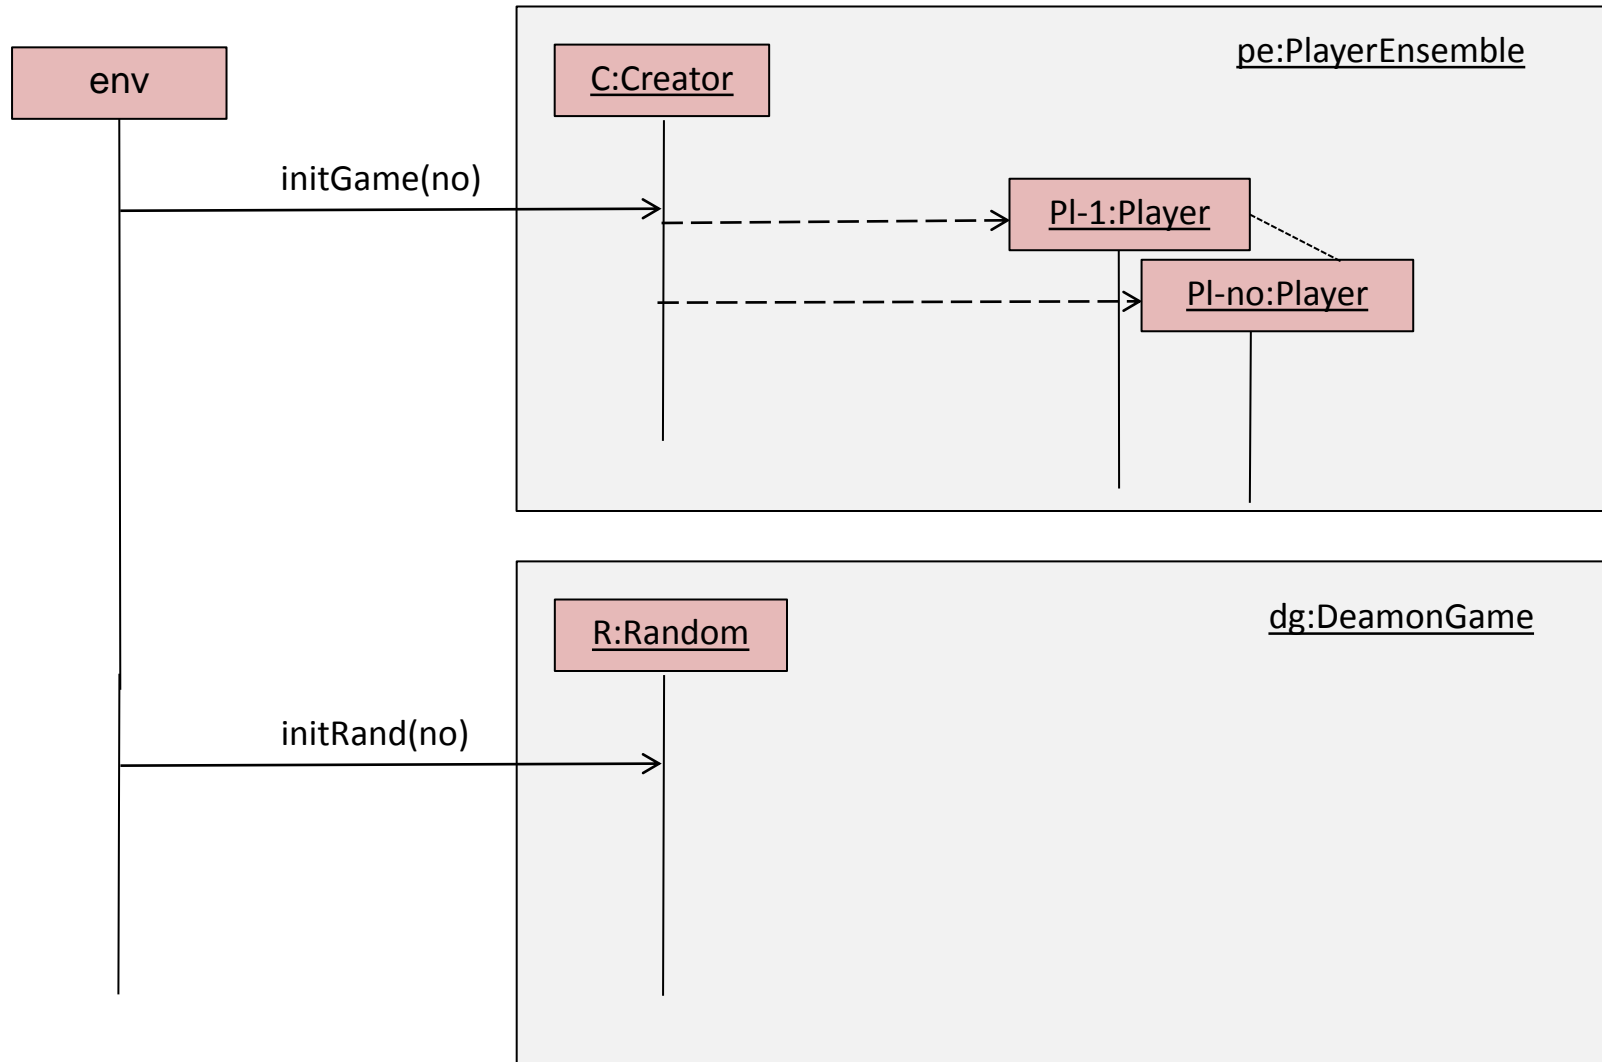 pe:PlayerEnsemble
env
C:Creator
initGame(no)
Pl-1:Player
Pl-no:Player
dg:DeamonGame
R:Random
initRand(no)